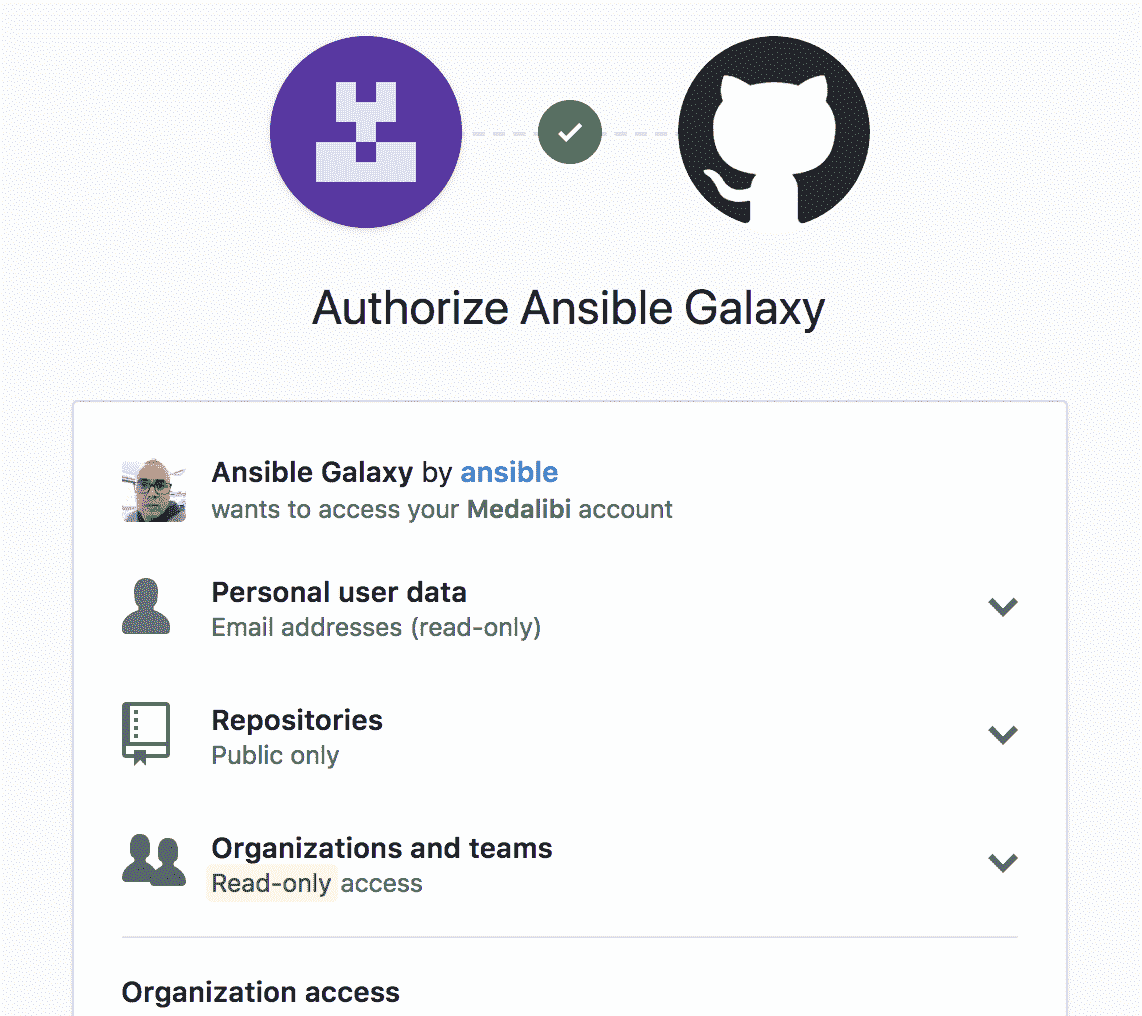 Authorize Ansible Galaxy
Ansible Galaxy by ansible
wants to access your Medalibi account
Personal user data
Email addresses (read-only)
Repositories
Public only
Organizations and teams
Read-only access
Organization access